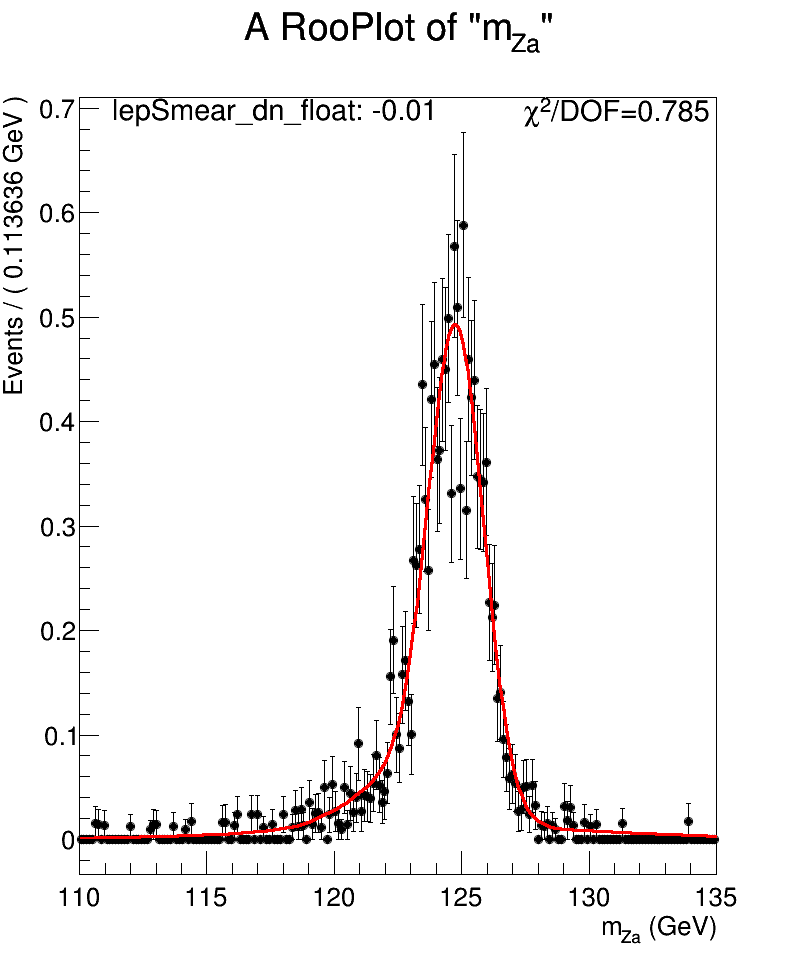 A RooPlot of "m_Za"
lepSmear_dn_float: -0.01
χ²/DOF=0.785
Events / ( 0.113636 GeV )
0.7
0.6
0.5
0.4
0.3
0.2
0.1
0
110 115 120 125 130 135
m_Za (GeV)